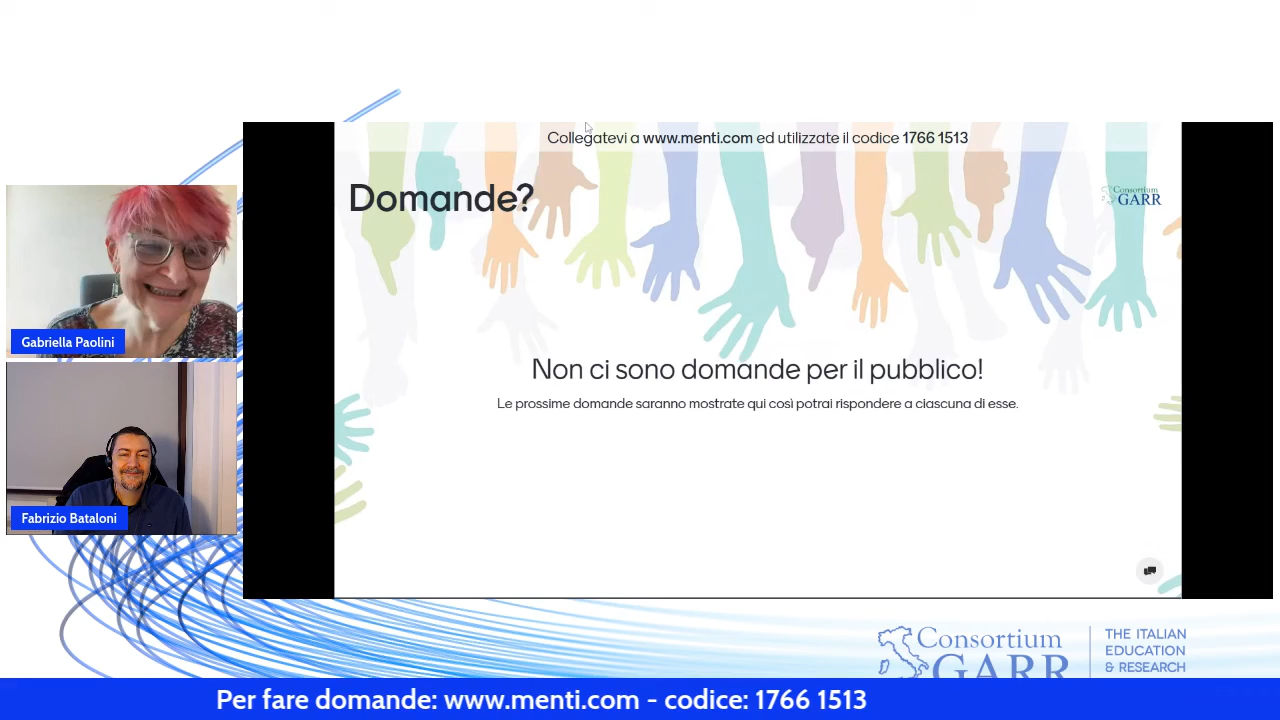 Collegatevi a www.menti.com ed utilizzate il codice 1766 1513
Domande?
Consortium
GARR
Non ci sono domande per il pubblico!
Le prossime domande saranno mostrate qui così potrai rispondere a ciascuna di esse.
Gabriella Paolini
Fabrizio Bataloni
Consortium
GARR
THE ITALIAN
EDUCATION
& RESEARCH
Per fare domande: www.menti.com - codice: 1766 1513